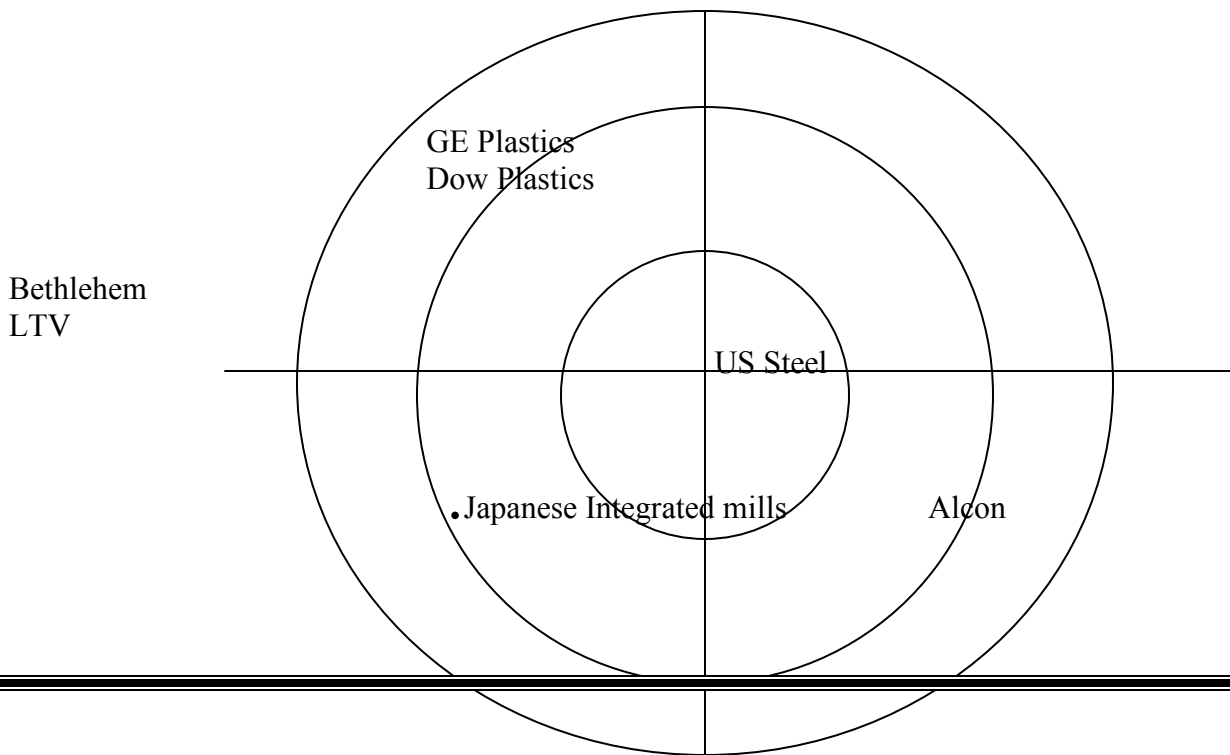 GE Plastics
Dow Plastics
Bethlehem
LTV
US Steel
Japanese Integrated mills
Alcon